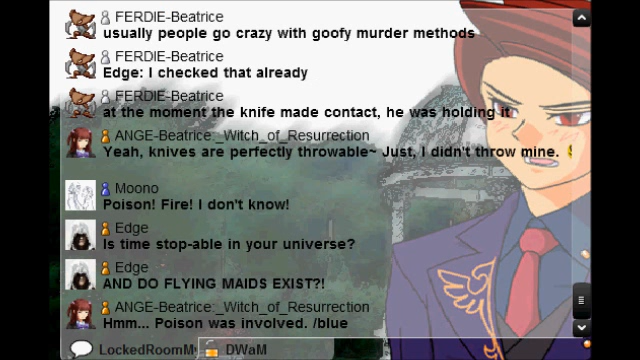 FERDIE-Beatrice
usually people go crazy with goofy murder methods
FERDIE-Beatrice
Edge: I checked that already
FERDIE-Beatrice
at the moment the knife made contact, he was holding it
ANGE-Beatrice:_Witch_of_Resurrection
Yeah, knives are perfectly throwable~ Just, I didn't throw mine.
Moono
Poison! Fire! I don't know!
Edge
Is time stop-able in your universe?
Edge
AND DO FLYING MAIDS EXIST?!
ANGE-Beatrice:_Witch_of_Resurrection
Hmm... Poison was involved. /blue
LockedRoomM DWaM